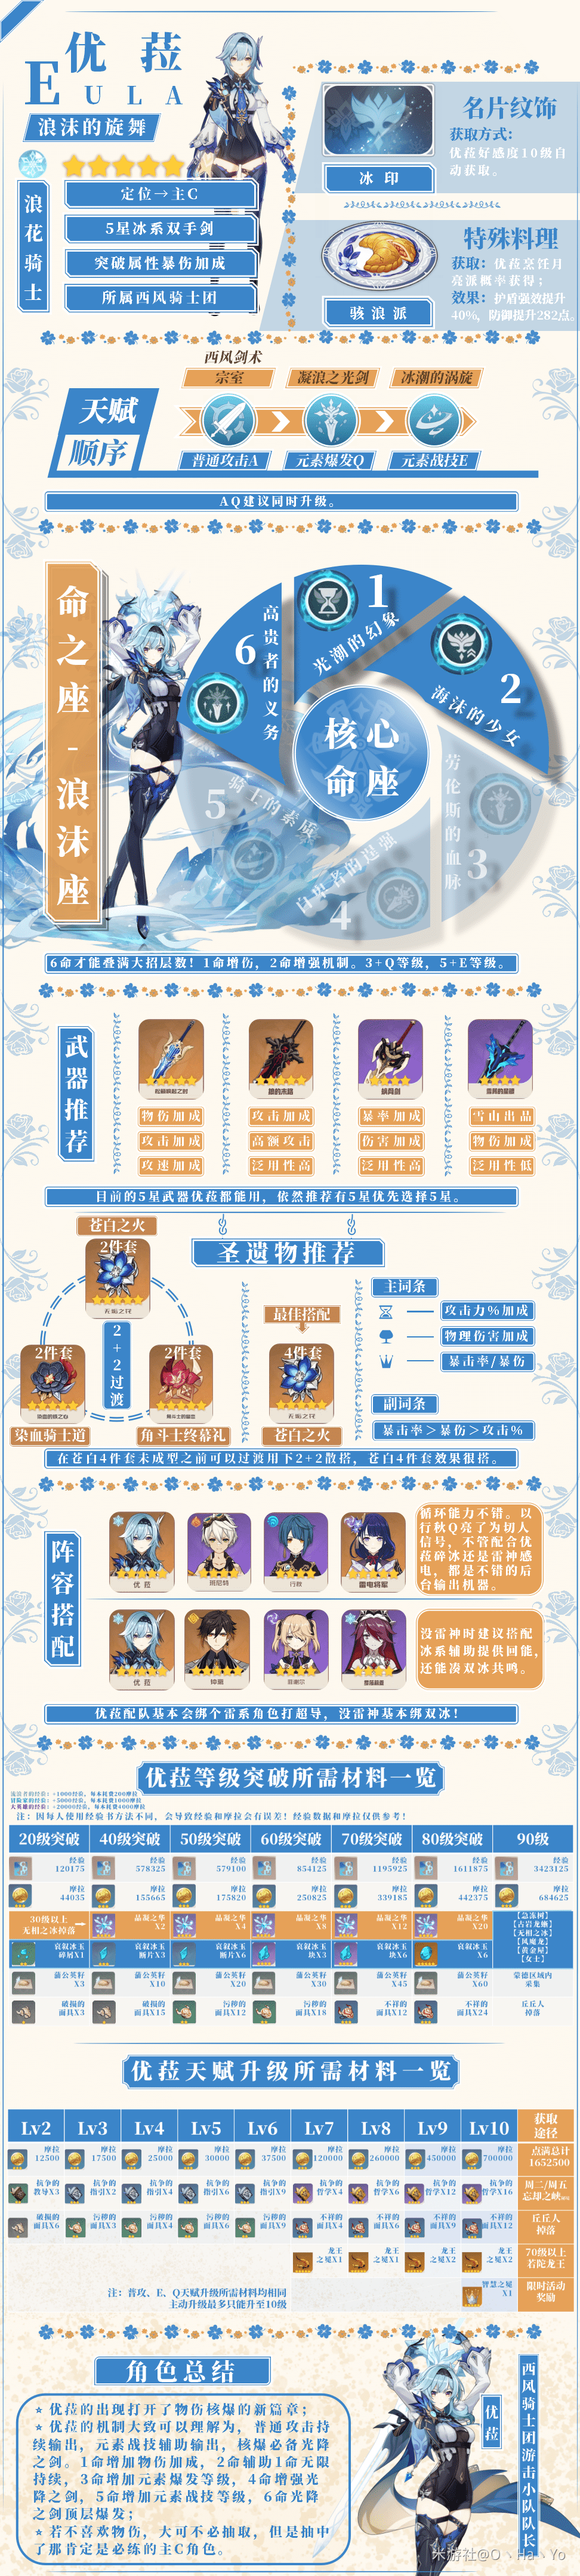 优菈
EULA
浪沫的旋舞
浪花骑士
定位→主C
5星冰系双手剑
突破属性暴伤加成
所属西风骑士团
名片纹饰
获取方式:
优菈好感度10级自
动获取。
冰印
特殊料理
获取: 优菈烹饪月
亮派概率获得;
效果: 护盾强效提升
40%, 防御提升282点。
骇浪派
天赋
顺序
西风剑术
宗室
凝浪之光剑
冰潮的涡旋
普通攻击A
元素爆发Q
元素战技E
AQ建议同时升级。
命之座-浪沫座
核心
命座
1
光潮的幻象
2
海沫的少女
劳伦斯的血脉
3
自卑者的逞强
4
5
骑士的素质
6
高贵者的义务
6命才能叠满大招层数! 1命增伤, 2命增强机制。3+Q等级, 5+E等级。
武器推荐
松籁响起之时
狼的末路
螭骨剑
雪葬的星银
物伤加成
攻击加成
暴率加成
雪山出品
攻击加成
高额攻击
伤害加成
物伤加成
攻速加成
泛用性高
泛用性高
泛用性低
目前的5星武器优菈都能用, 依然推荐有5星优先选择5星。
圣遗物推荐
苍白之火
2件套
无垢之花
2+2过渡
2件套
染血的铁之心
染血骑士道
2件套
角斗士的留恋
角斗士终幕礼
最佳搭配
4件套
无垢之花
苍白之火
主词条
攻击力%加成
物理伤害加成
暴击率/暴伤
副词条
暴击率>暴伤>攻击%
在苍白4件套未成型之前可以过渡用下2+2散搭, 苍白4件套效果很搭。
阵容搭配
优菈
班尼特
行秋
雷电将军
循环能力不错。以
行秋Q亮了为切人
信号, 不管配合优
菈碎冰还是雷神感
电, 都是不错的后
台输出机器。
优菈
钟离
菲谢尔
罗莎莉亚
没雷神时建议搭配
冰系辅助提供回能,
还能凑双冰共鸣。
优菈配队基本会绑个雷系角色打超导, 没雷神基本绑双冰!
优菈等级突破所需材料一览
流浪者的经验: +1000经验, 每本耗费200摩拉
冒险家的经验: +5000经验, 每本耗费1000摩拉
大英雄的经验: +20000经验, 每本耗费4000摩拉
注: 因每人使用经验书方法不同, 会导致经验和摩拉会有误差! 经验数据和摩拉仅供参考!
20级突破 40级突破 50级突破 60级突破 70级突破 80级突破 90级
经验 经验 经验 经验 经验 经验 经验
120175 578325 579100 854125 1195925 1611875 3423125
摩拉 摩拉 摩拉 摩拉 摩拉 摩拉 摩拉
44035 155665 175820 250825 339185 442375 684625
30级以上
无相之冰掉落
晶凝之华 晶凝之华 晶凝之华 晶凝之华 晶凝之华
X2 X4 X8 X12 X20
哀叙冰玉 哀叙冰玉 哀叙冰玉 哀叙冰玉 哀叙冰玉 哀叙冰玉
碎屑X1 断片X3 断片X6 块X3 块X6 X6
【急冻树】
【古岩龙蜥】
【无相之冰】
【风魔龙】
【黄金屋】
【女士】
蒲公英籽 蒲公英籽 蒲公英籽 蒲公英籽 蒲公英籽 蒲公英籽
X3 X10 X20 X30 X45 X60
蒙德区域内
采集
破损的 破损的 污秽的 污秽的 不祥的 不祥的
面具X3 面具X15 面具X12 面具X18 面具X12 面具X24
丘丘人
掉落
优菈天赋升级所需材料一览
Lv2 Lv3 Lv4 Lv5 Lv6 Lv7 Lv8 Lv9 Lv10
获取
途径
摩拉 摩拉 摩拉 摩拉 摩拉 摩拉 摩拉 摩拉 摩拉
12500 17500 25000 30000 37500 120000 260000 450000 700000
点满总计
1652500
抗争的 抗争的 抗争的 抗争的 抗争的 抗争的 抗争的 抗争的 抗争的
教导X3 指引X2 指引X4 指引X6 指引X9 哲学X4 哲学X6 哲学X12 哲学X16
周二/周五
忘却之峡
破损的 污秽的 污秽的 污秽的 污秽的 不祥的 不祥的 不祥的 不祥的
面具X6 面具X3 面具X4 面具X6 面具X9 面具X4 面具X6 面具X9 面具X12
丘丘人
掉落
龙王 龙王 龙王 龙王
之冕X1 之冕X1 之冕X2 之冕X2
70级以上
若陀龙王
注: 普攻、E、Q天赋升级所需材料均相同
主动升级最多只能升至10级
智慧之冕
X1
限时活动
奖励
角色总结
☆ 优菈的出现打开了物伤核爆的新篇章;
☆ 优菈的机制大致可以理解为, 普通攻击持
续输出, 元素战技辅助输出, 核爆必备光降
之剑。1命增加物伤加成, 2命辅助1命无限
持续, 3命增加元素爆发等级, 4命增强光
降之剑, 5命增加元素战技等级, 6命光降
之剑顶层爆发;
☆ 若不喜欢物伤, 大可不必抽取, 但是抽中
了那肯定是必练的主C角色。
优菈
西风骑士团游击小队队长
米游社@O丶Ha丶Yo